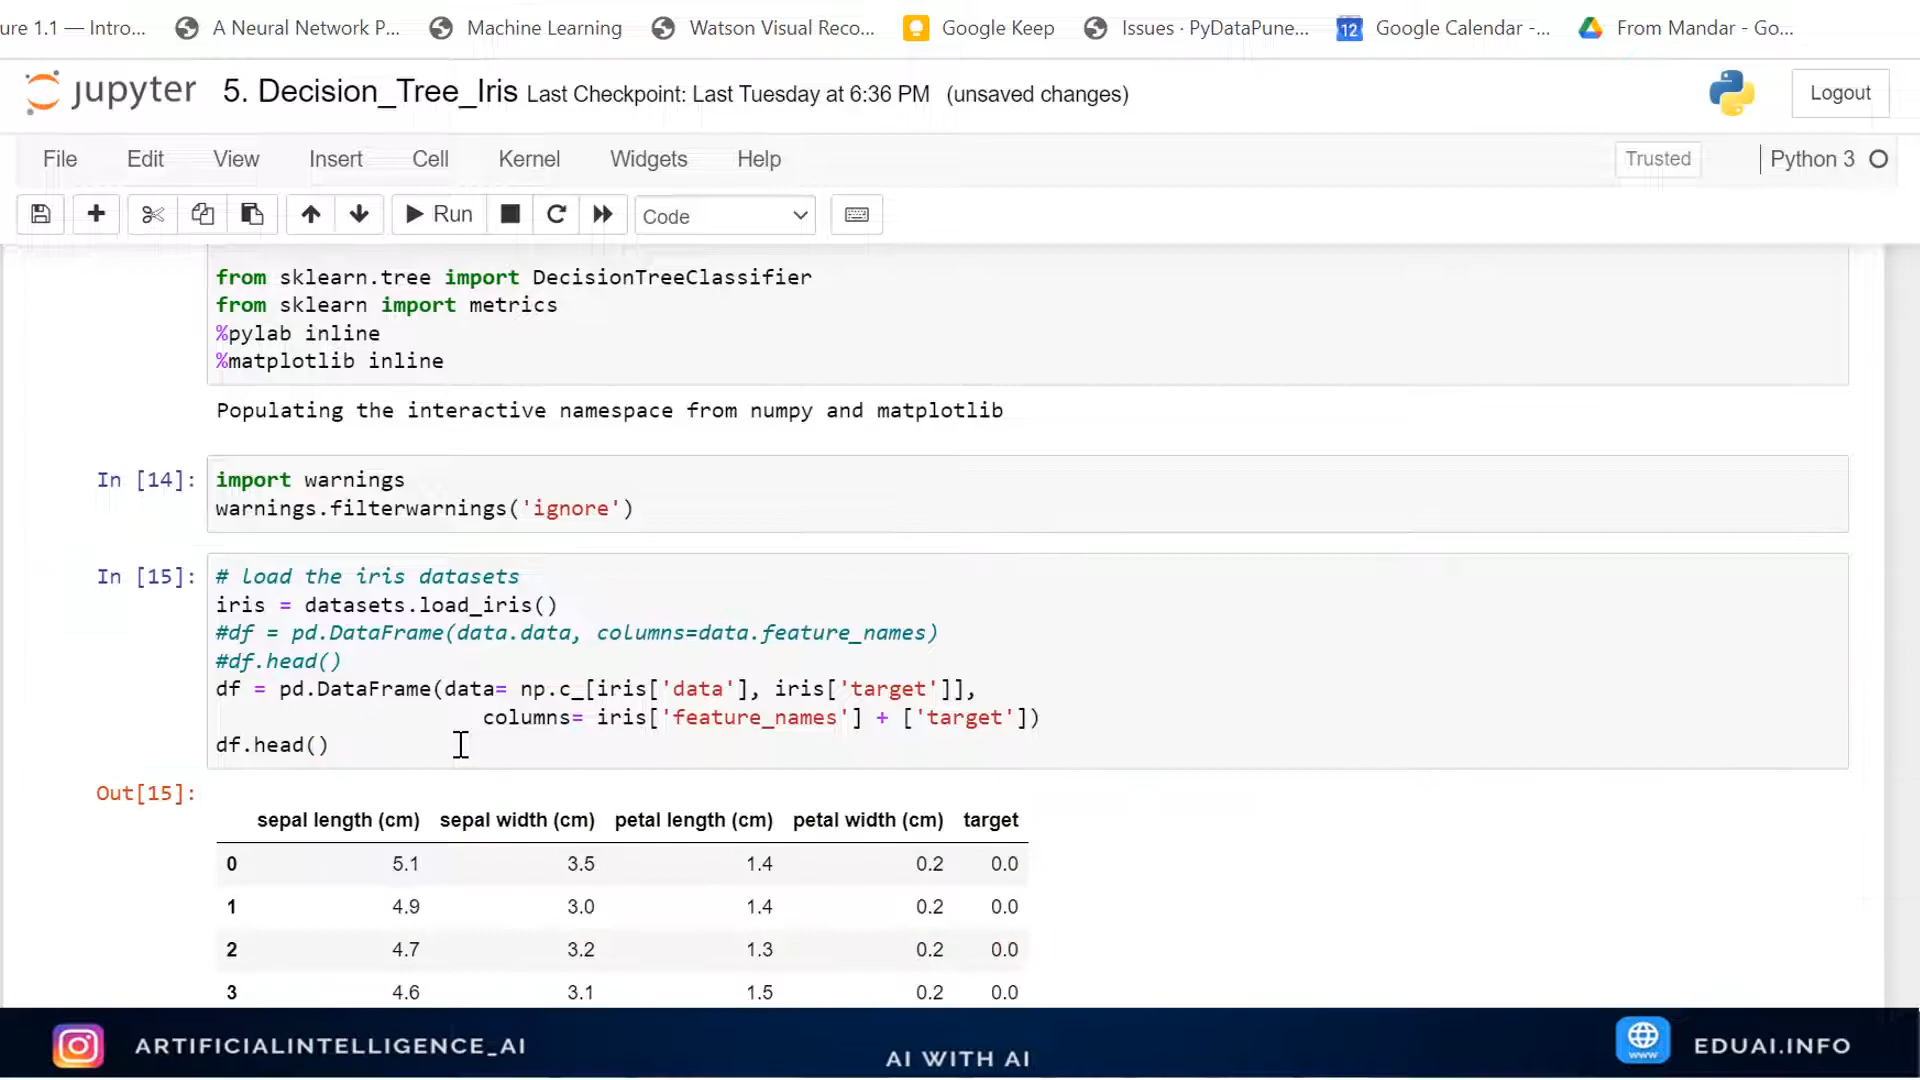 ure 1.1 — Intro... A Neural Network P... Machine Learning Watson Visual Reco... Google Keep Issues · PyDataPune... 12 Google Calendar -... From Mandar - Go...
jupyter 5. Decision_Tree_Iris Last Checkpoint: Last Tuesday at 6:36 PM (unsaved changes) Logout
File Edit View Insert Cell Kernel Widgets Help Trusted Python 3
Run Code
from sklearn.tree import DecisionTreeClassifier
from sklearn import metrics
%pylab inline
%matplotlib inline
Populating the interactive namespace from numpy and matplotlib
In [14]: import warnings
warnings.filterwarnings('ignore')
In [15]: # load the iris datasets
iris = datasets.load_iris()
#df = pd.DataFrame(data.data, columns=data.feature_names)
#df.head()
df = pd.DataFrame(data= np.c_[iris['data'], iris['target']],
columns= iris['feature_names'] + ['target'])
df.head()
Out[15]:
sepal length (cm) sepal width (cm) petal length (cm) petal width (cm) target
0 5.1 3.5 1.4 0.2 0.0
1 4.9 3.0 1.4 0.2 0.0
2 4.7 3.2 1.3 0.2 0.0
3 4.6 3.1 1.5 0.2 0.0
ARTIFICIALINTELLIGENCE_AI AI WITH AI www EDUAI.INFO